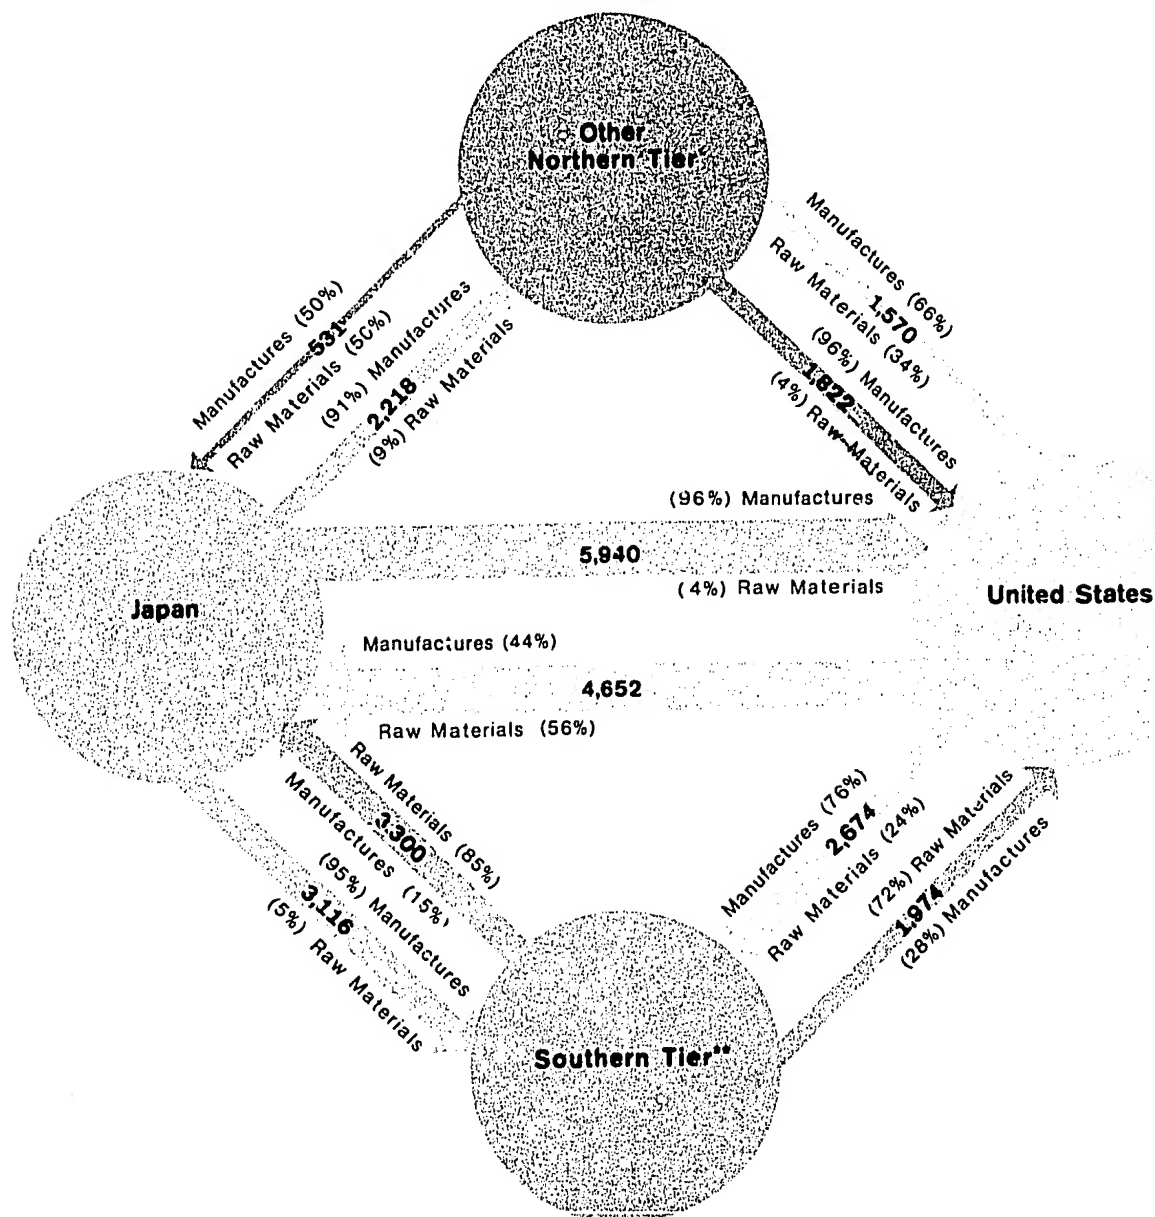 Other
Northern Tier*
Manufactures (50%)
531
Raw Materials (50%)
(91%) Manufactures
2,218
(9%) Raw Materials
Manufactures (66%)
1,570
Raw Materials (34%)
(96%) Manufactures
1,822
(4%) Raw Materials
(96%) Manufactures
5,940
(4%) Raw Materials
Japan
United States
Manufactures (44%)
4,652
Raw Materials (56%)
Raw Materials (85%)
3,300
Manufactures (15%)
(95%) Manufactures
3,116
(5%) Raw Materials
Manufactures (76%)
2,674
Raw Materials (24%)
(72%) Raw Materials
1,974
(28%) Manufactures
Southern Tier**